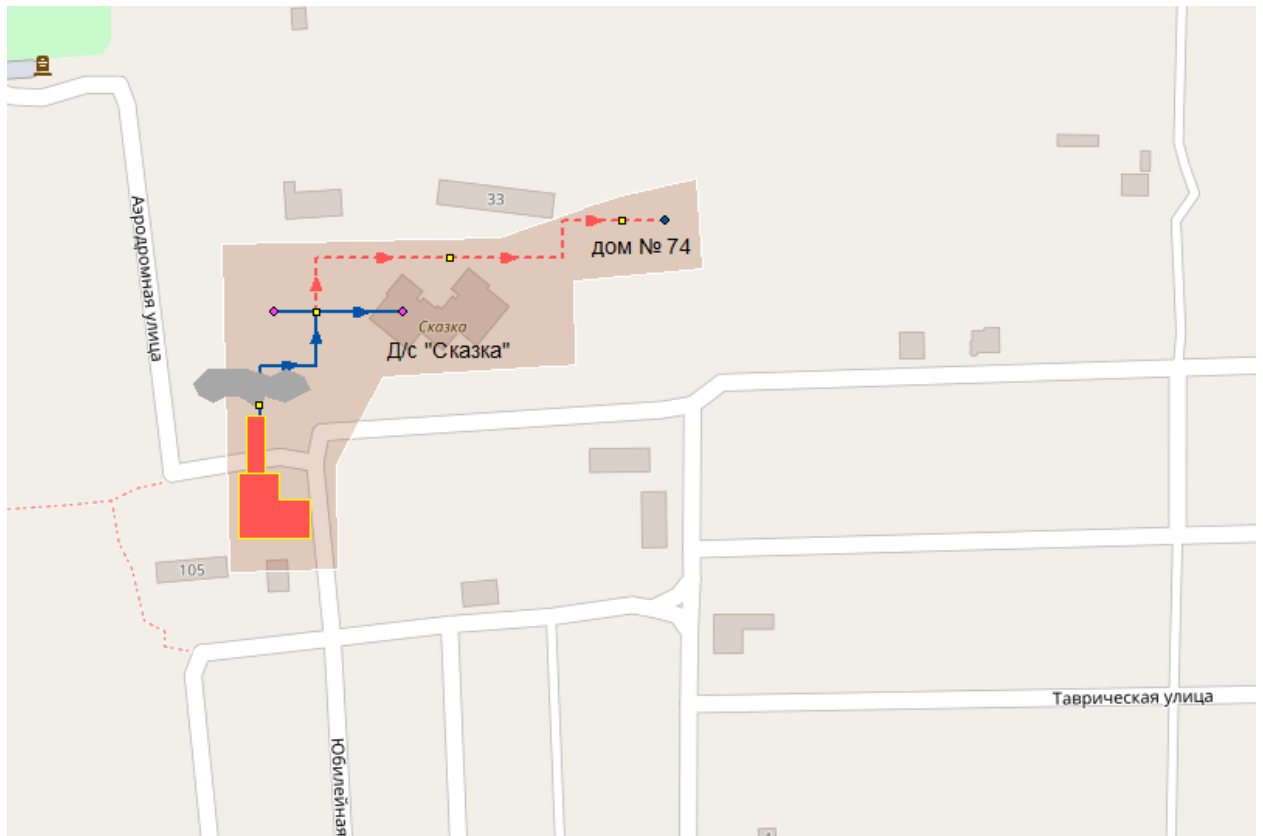 Аэродромная улица
33
дом № 74
Сказка
Д/с "Сказка"
105
Таврическая улица
Юбилейная